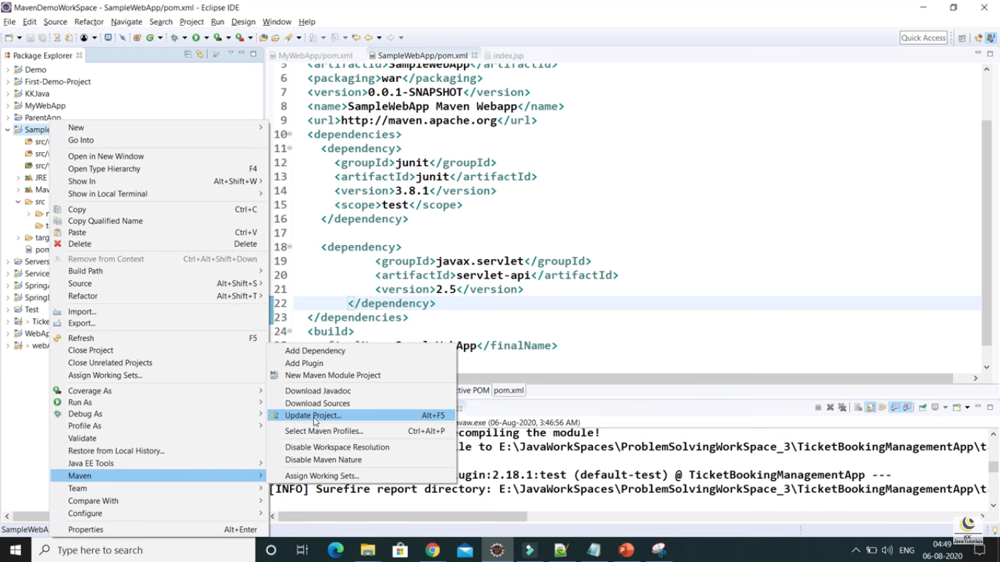 MavenDemoWorkSpace - SampleWebApp/pom.xml - Eclipse IDE
File Edit Source Refactor Navigate Search Project Run Design Window Help
Quick Access
Package Explorer
MyWebApp/pom.xml
SampleWebApp/pom.xml
index.jsp
Demo
First-Demo-Project
KKJava
MyWebApp
ParentApp
Sample
src/
src/
src/
JRE
Mav
src
targ
pom
Servers
Service
Spring
Test
> Ticke
WebAp
> webA
New
Go Into
Open in New Window
Open Type Hierarchy F4
Show In Alt+Shift+W
Show in Local Terminal
Copy Ctrl+C
Copy Qualified Name
Paste Ctrl+V
Delete Delete
Remove from Context Ctrl+Alt+Shift+Down
Build Path
Source Alt+Shift+S
Refactor Alt+Shift+T
Import...
Export...
Refresh F5
Close Project
Close Unrelated Projects
Assign Working Sets...
Coverage As
Run As
Debug As
Profile As
Validate
Restore from Local History...
Java EE Tools
Maven
Team
Compare With
Configure
Properties Alt+Enter
Add Dependency
Add Plugin
New Maven Module Project
Download Javadoc
Download Sources
Update Project... Alt+F5
Select Maven Profiles... Ctrl+Alt+P
Disable Workspace Resolution
Disable Maven Nature
Assign Working Sets...
5 <artifactId>SampleWebApp</artifactId>
6 <packaging>war</packaging>
7 <version>0.0.1-SNAPSHOT</version>
8 <name>SampleWebApp Maven Webapp</name>
9 <url>http://maven.apache.org</url>
10 <dependencies>
11 <dependency>
12 <groupId>junit</groupId>
13 <artifactId>junit</artifactId>
14 <version>3.8.1</version>
15 <scope>test</scope>
16 </dependency>
17
18 <dependency>
19 <groupId>javax.servlet</groupId>
20 <artifactId>servlet-api</artifactId>
21 <version>2.5</version>
22 </dependency>
23 </dependencies>
24 <build>
App</finalName>
ctive POM pom.xml
avaw.exe (06-Aug-2020, 3:46:56 AM)
compiling the module!
le to E:\JavaWorkSpaces\ProblemSolvingWorkSpace_3\TicketBookingManagementApp\t
lugin:2.18.1:test (default-test) @ TicketBookingManagementApp ---
[INFO] Surefire report directory: E:\JavaWorkSpaces\ProblemSolvingWorkSpace_3\TicketBookingManagementApp\t
SampleWebA
KK JavaTutorials
Type here to search
ENG
04:49
06-08-2020